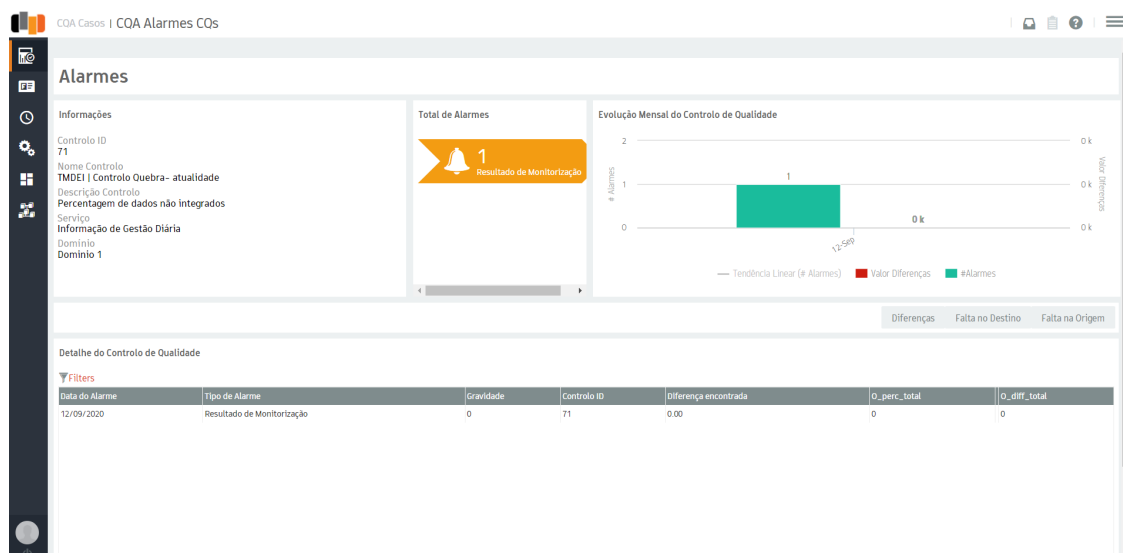 CQA Casos | CQA Alarmes CQs
Alarmes
Informações
Controlo ID
71
Nome Controlo
TMDEI | Controlo Quebra- atualidade
Descrição Controlo
Percentagem de dados não integrados
Serviço
Informação de Gestão Diária
Domínio
Domínio 1
Total de Alarmes
1
Resultado de Monitorização
Evolução Mensal do Controlo de Qualidade
2
1
0
# Alarmes
1
0 k
12-Sep
0 k
0 k
0 k
Valor Diferenças
Tendência Linear (# Alarmes) Valor Diferenças #Alarmes
Diferenças Falta no Destino Falta na Origem
Detalhe do Controlo de Qualidade
Filters
Data do Alarme Tipo de Alarme Gravidade Controlo ID Diferença encontrada O_perc_total O_diff_total
12/09/2020 Resultado de Monitorização 0 71 0.00 0 0